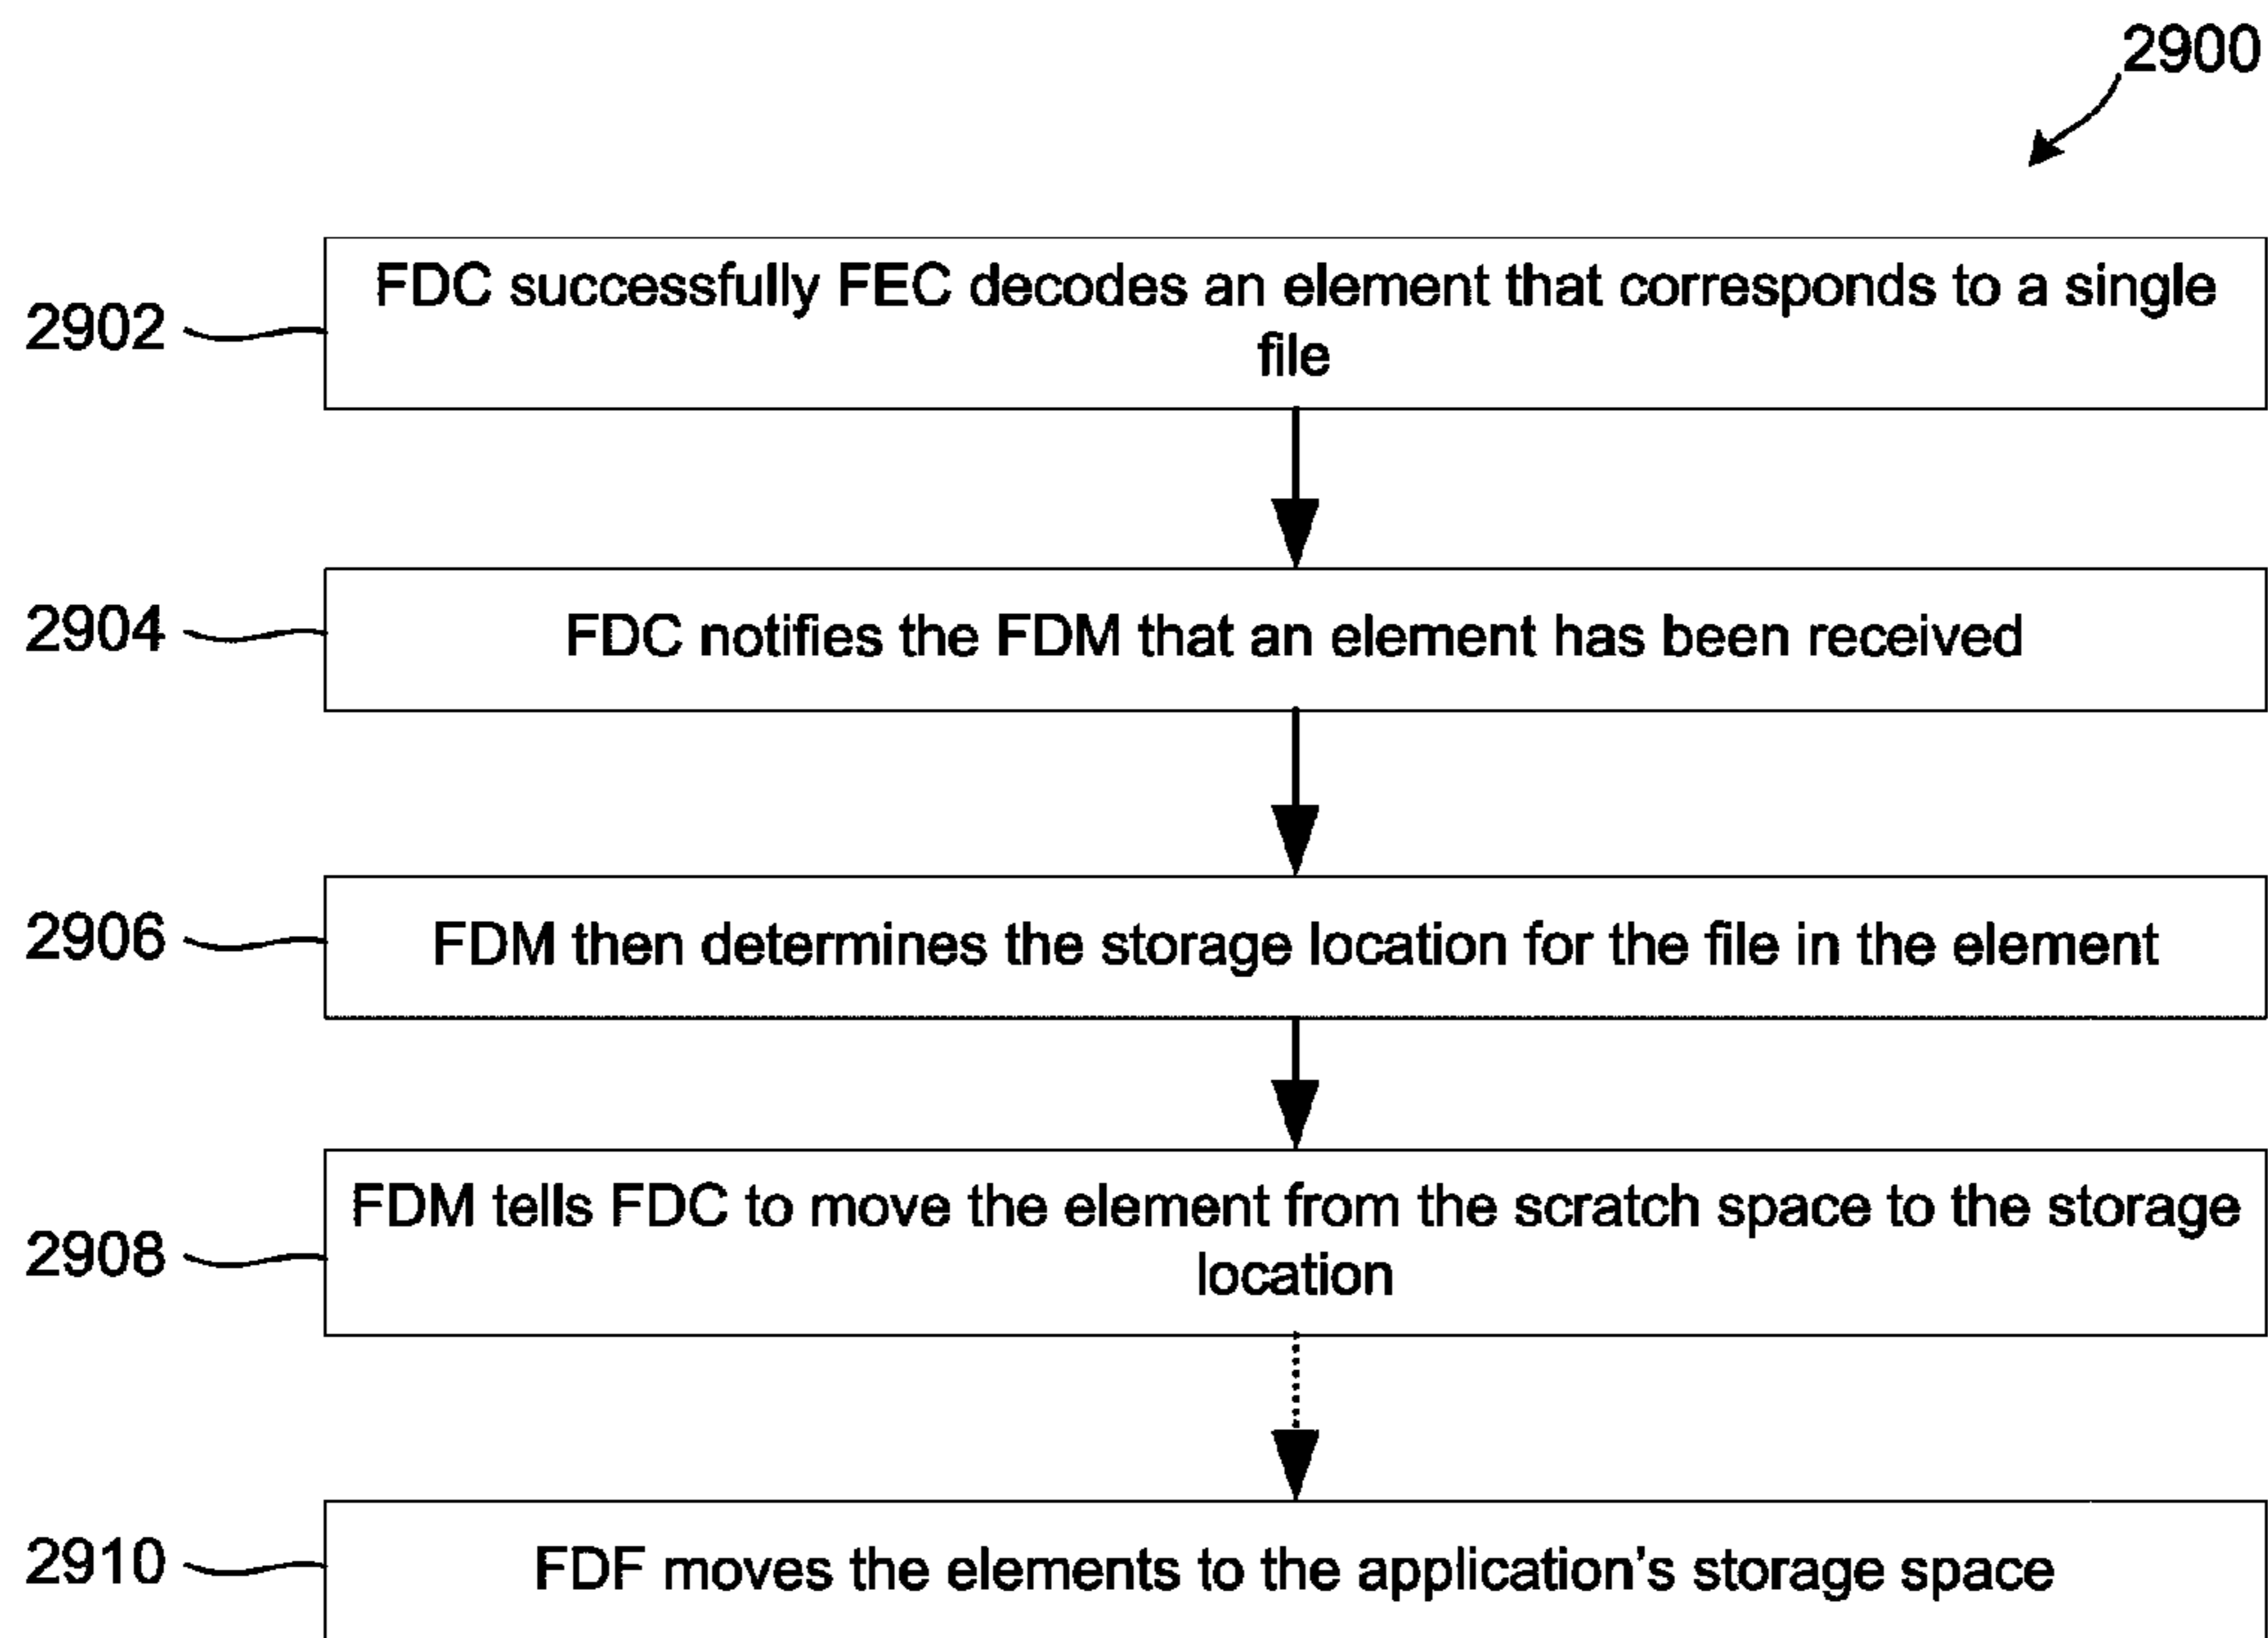 2900
2902
FDC successfully FEC decodes an element that corresponds to a single
file
2904
FDC notifies the FDM that an element has been received
2906
FDM then determines the storage location for the file in the element
2908
FDM tells FDC to move the element from the scratch space to the storage
location
2910
FDF moves the elements to the application's storage space